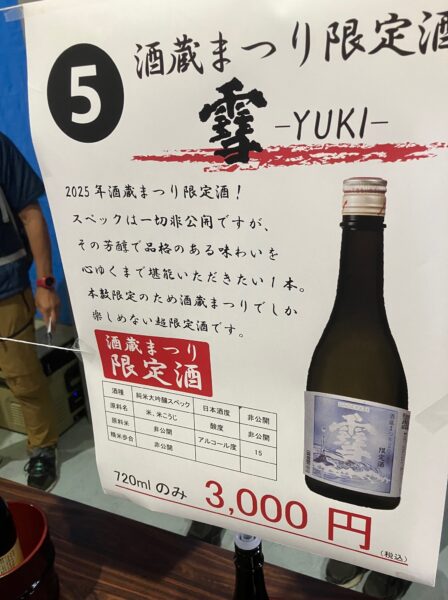 5
酒蔵まつり限定酒
雪 -YUKI-
2025年酒蔵まつり限定酒！
スペックは一切非公開ですが、
その芳醇で品格のある味わいを
心ゆくまで堪能いただきたい1本。
本数限定のため酒蔵まつりでしか
楽しめない超限定酒です。
酒蔵まつり
限定酒
酒種 純米大吟醸スペック 日本酒度 非公開
原料名 米、米こうじ 酸度 非公開
原料米 非公開 アルコール度 15
精米歩合 非公開
雪
限定酒
720mlのみ 3,000円
(税込)